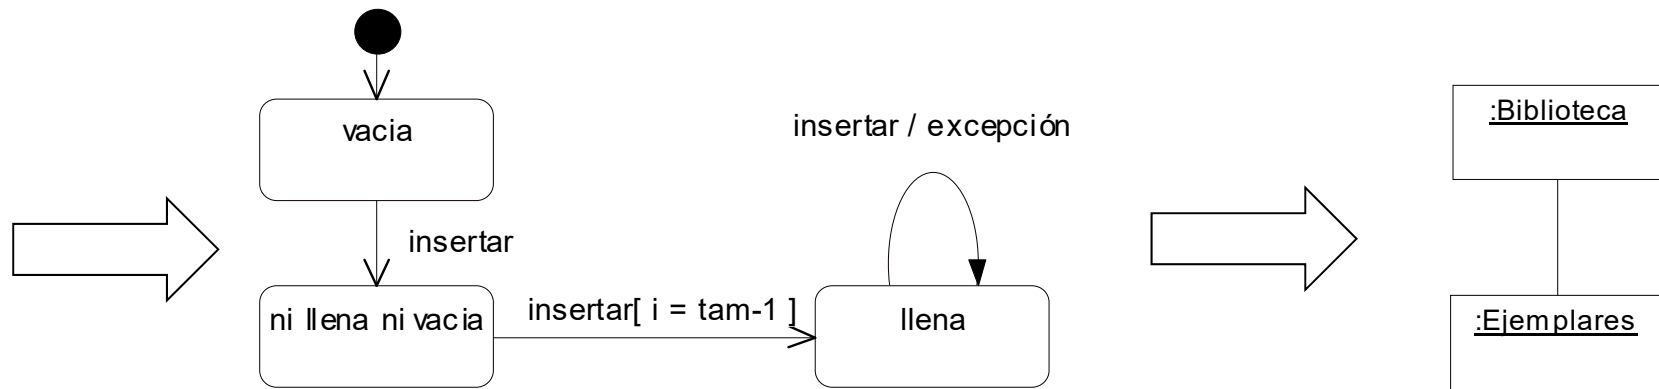 vacia
insertar / excepción
:Biblioteca
insertar
ni llena ni vacia
insertar[ i = tam-1 ]
llena
:Ejemplares